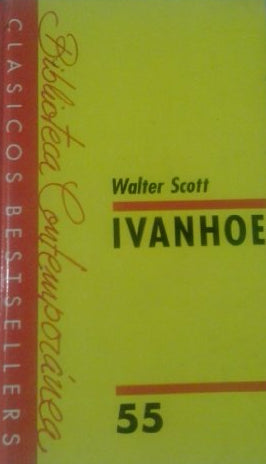 CLASICOS BESTSELLERS
Biblioteca Contemporánea
Walter Scott
IVANHOE
55